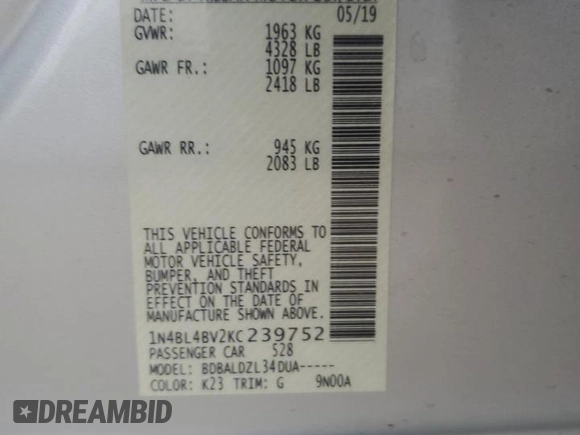 DATE: 05/19
GVWR: 1963 KG
4328 LB
GAWR FR.: 1097 KG
2418 LB
GAWR RR.: 945 KG
2083 LB
THIS VEHICLE CONFORMS TO
ALL APPLICABLE FEDERAL
MOTOR VEHICLE SAFETY,
BUMPER, AND THEFT
PREVENTION STANDARDS IN
EFFECT ON THE DATE OF
MANUFACTURE SHOWN ABOVE.
1N4BL4BV2KC239752
PASSENGER CAR 528
MODEL: BDBALDZL34DUA-----
COLOR: K23 TRIM: G 9N00A
DREAMBID